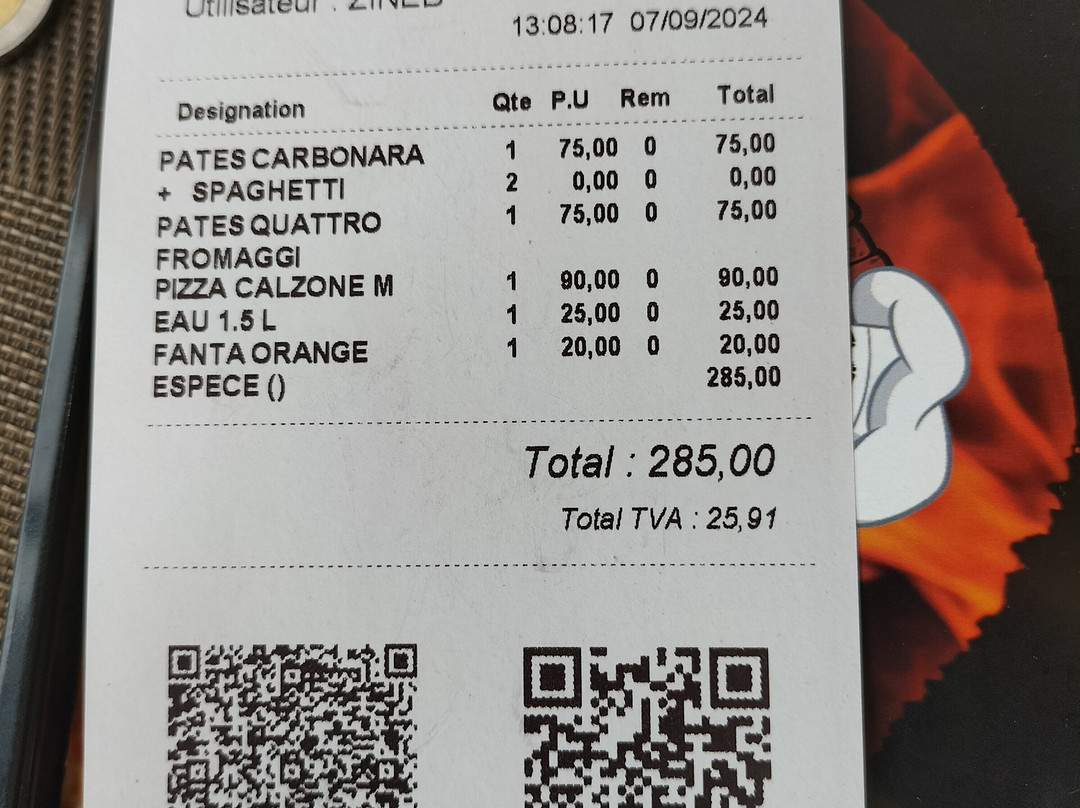 Utilisateur : ZINEB
13:08:17 07/09/2024
Designation Qte P.U Rem Total
PATES CARBONARA 1 75,00 0 75,00
+ SPAGHETTI 2 0,00 0 0,00
PATES QUATTRO 1 75,00 0 75,00
FROMAGGI
PIZZA CALZONE M 1 90,00 0 90,00
EAU 1.5 L 1 25,00 0 25,00
FANTA ORANGE 1 20,00 0 20,00
ESPECE () 285,00
Total : 285,00
Total TVA : 25,91